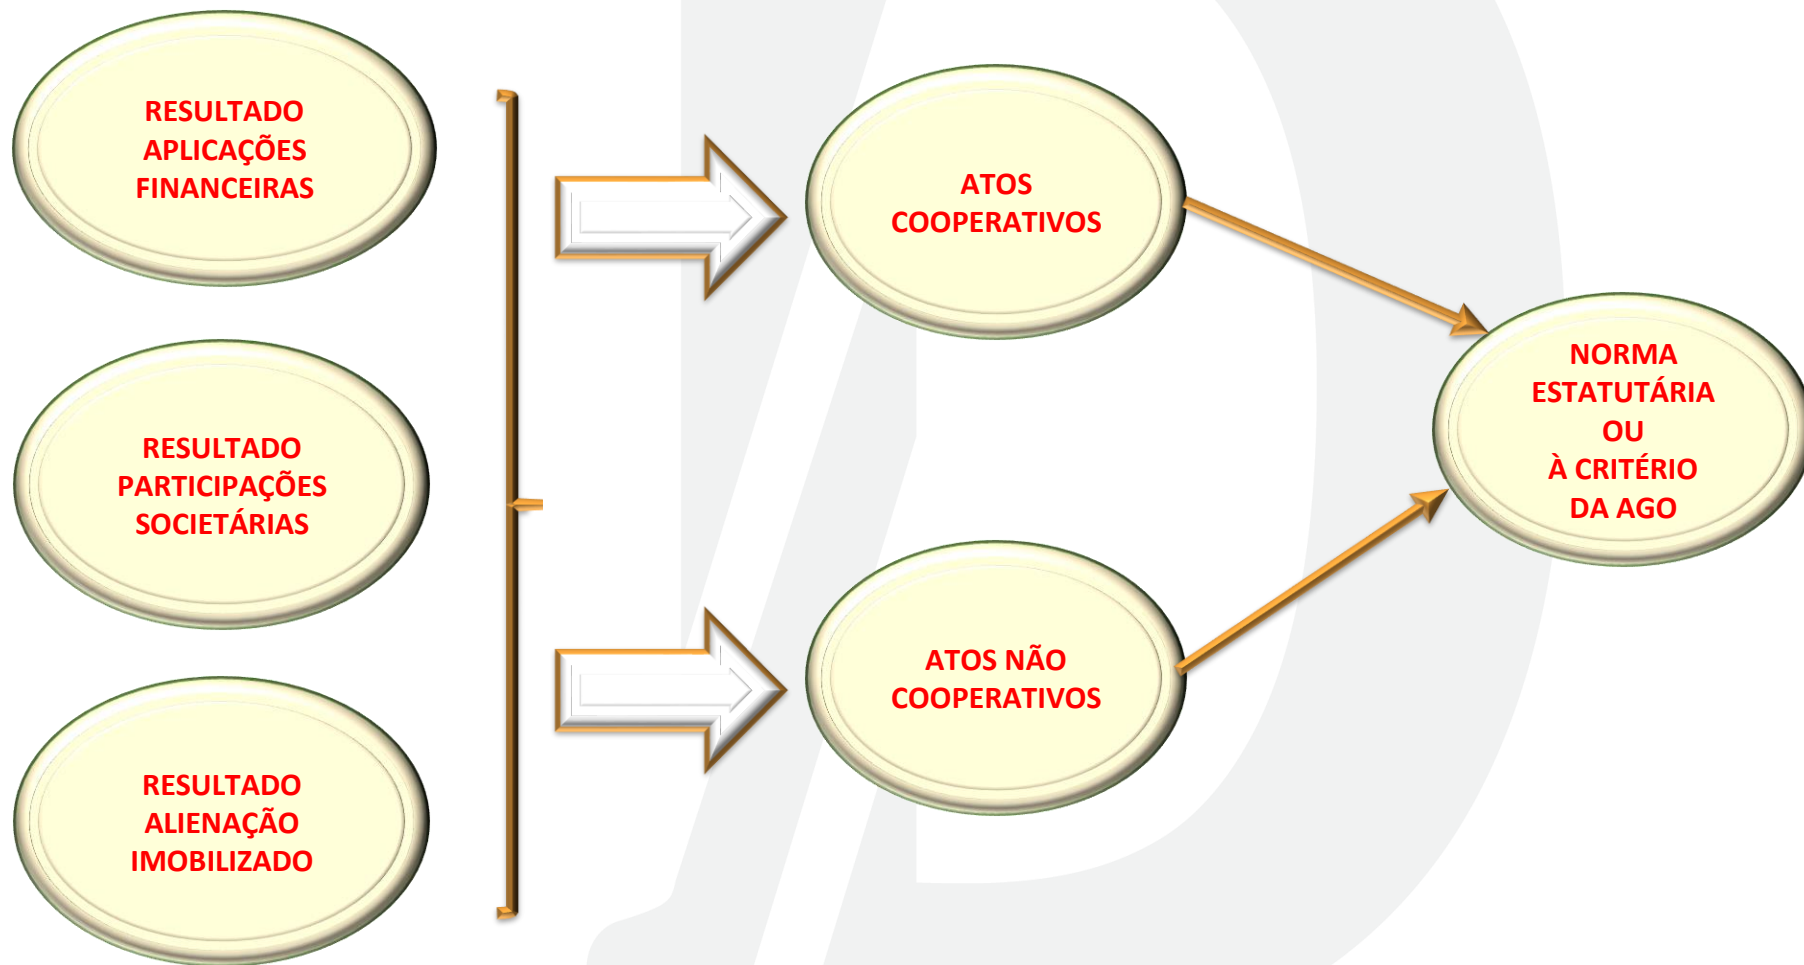 RESULTADO
APLICAÇÕES
FINANCEIRAS
RESULTADO
PARTICIPAÇÕES
SOCIETÁRIAS
RESULTADO
ALIENAÇÃO
IMOBILIZADO
ATOS
COOPERATIVOS
ATOS NÃO
COOPERATIVOS
NORMA
ESTATUTÁRIA
OU
À CRITÉRIO
DA AGO